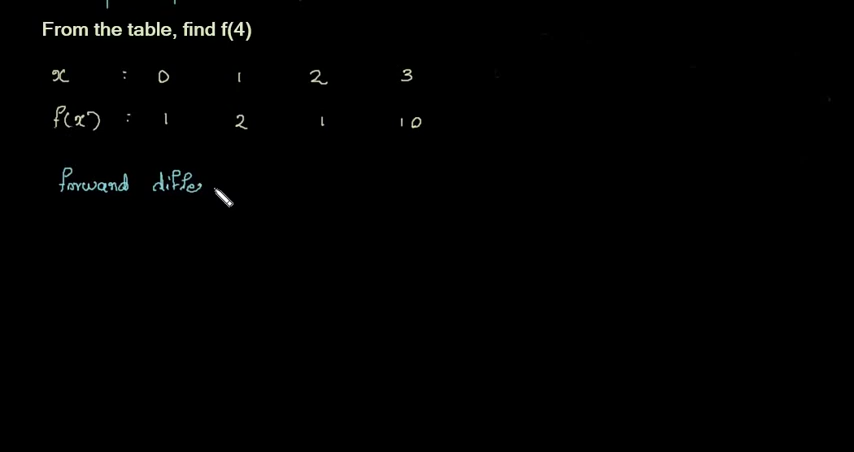 From the table, find f(4)
x : 0 1 2 3
f(x) : 1 2 1 10
forward diffe